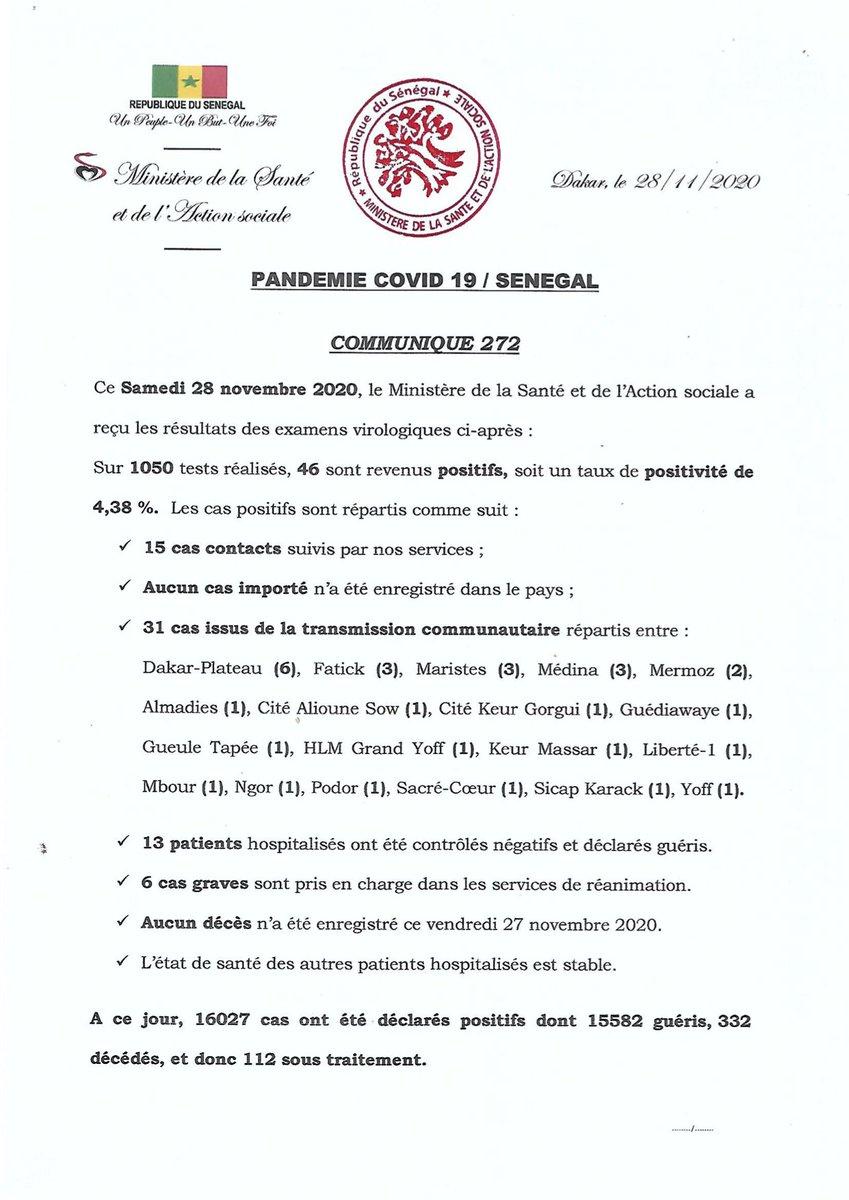 REPUBLIQUE DU SENEGAL
Un Peuple-Un But-Une Foi
Ministère de la Santé
et de l'Action sociale
★ République du Sénégal ★
MINISTERE DE LA SANTE ET DE L'ACTION SOCIALE
Dakar, le 28/11/2020
PANDEMIE COVID 19 / SENEGAL
COMMUNIQUE 272
Ce Samedi 28 novembre 2020, le Ministère de la Santé et de l'Action sociale a
reçu les résultats des examens virologiques ci-après :
Sur 1050 tests réalisés, 46 sont revenus positifs, soit un taux de positivité de
4,38 %. Les cas positifs sont répartis comme suit :
✓ 15 cas contacts suivis par nos services ;
✓ Aucun cas importé n'a été enregistré dans le pays ;
✓ 31 cas issus de la transmission communautaire répartis entre :
Dakar-Plateau (6), Fatick (3), Maristes (3), Médina (3), Mermoz (2),
Almadies (1), Cité Alioune Sow (1), Cité Keur Gorgui (1), Guédiawaye (1),
Gueule Tapée (1), HLM Grand Yoff (1), Keur Massar (1), Liberté-1 (1),
Mbour (1), Ngor (1), Podor (1), Sacré-Cœur (1), Sicap Karack (1), Yoff (1).
✓ 13 patients hospitalisés ont été contrôlés négatifs et déclarés guéris.
✓ 6 cas graves sont pris en charge dans les services de réanimation.
✓ Aucun décès n'a été enregistré ce vendredi 27 novembre 2020.
✓ L'état de santé des autres patients hospitalisés est stable.
A ce jour, 16027 cas ont été déclarés positifs dont 15582 guéris, 332
décédés, et donc 112 sous traitement.
......../........